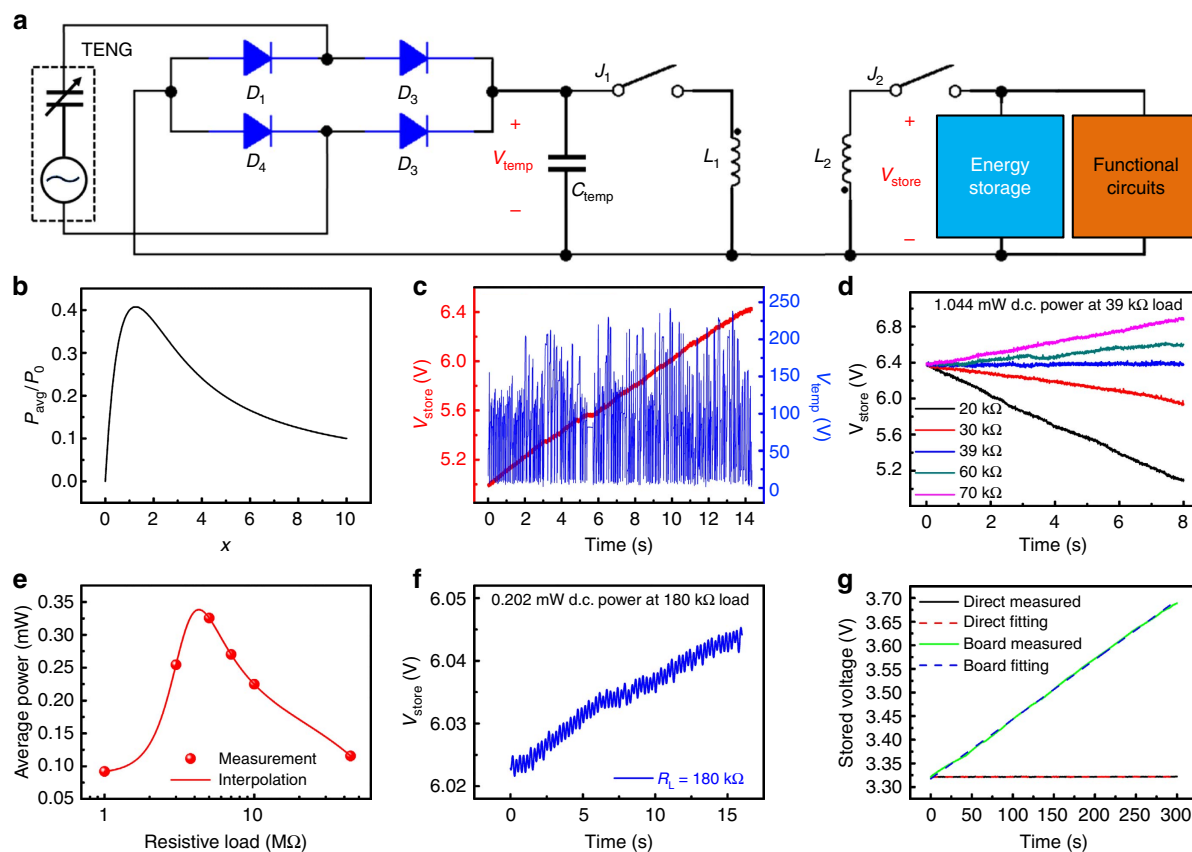 a
TENG
D1
D3
D4
D3
+
Vtemp
−
Ctemp
J1
L1
L2
J2
+
Vstore
−
Energy
storage
Functional
circuits
b
Pavg/P0
0.4
0.3
0.2
0.1
0.0
0 2 4 6 8 10
x
c
Vstore (V)
6.4
6.0
5.6
5.2
250
200
150
100
50
0
Vtemp (V)
0 2 4 6 8 10 12 14
Time (s)
d
1.044 mW d.c. power at 39 kΩ load
Vstore (V)
6.8
6.4
6.0
5.6
5.2
20 kΩ
30 kΩ
39 kΩ
60 kΩ
70 kΩ
0 2 4 6 8
Time (s)
e
Average power (mW)
0.35
0.30
0.25
0.20
0.15
0.10
0.05
Measurement
Interpolation
1 10
Resistive load (MΩ)
f
0.202 mW d.c. power at 180 kΩ load
Vstore (V)
6.05
6.04
6.03
6.02
RL = 180 kΩ
0 5 10 15
Time (s)
g
Stored voltage (V)
3.70
3.65
3.60
3.55
3.50
3.45
3.40
3.35
3.30
Direct measured
Direct fitting
Board measured
Board fitting
0 50 100 150 200 250 300
Time (s)